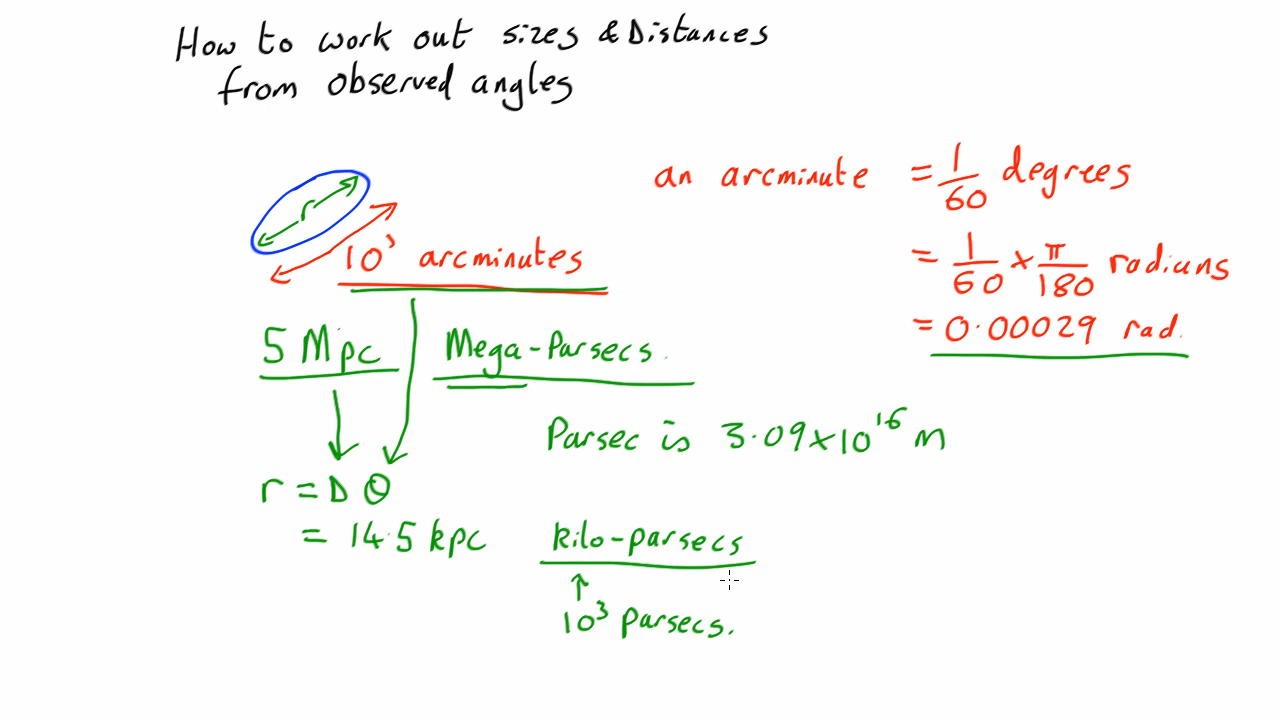 How to work out sizes & Distances
from observed angles
an arcminute = 1/60 degrees
= 1/60 × π/180 radians
= 0.00029 rad.
r
10' arcminutes
5 Mpc Mega-Parsecs.
Parsec is 3.09×10^16 m
r = D θ
= 14.5 kpc kilo-parsecs
↑
10^3 parsecs.